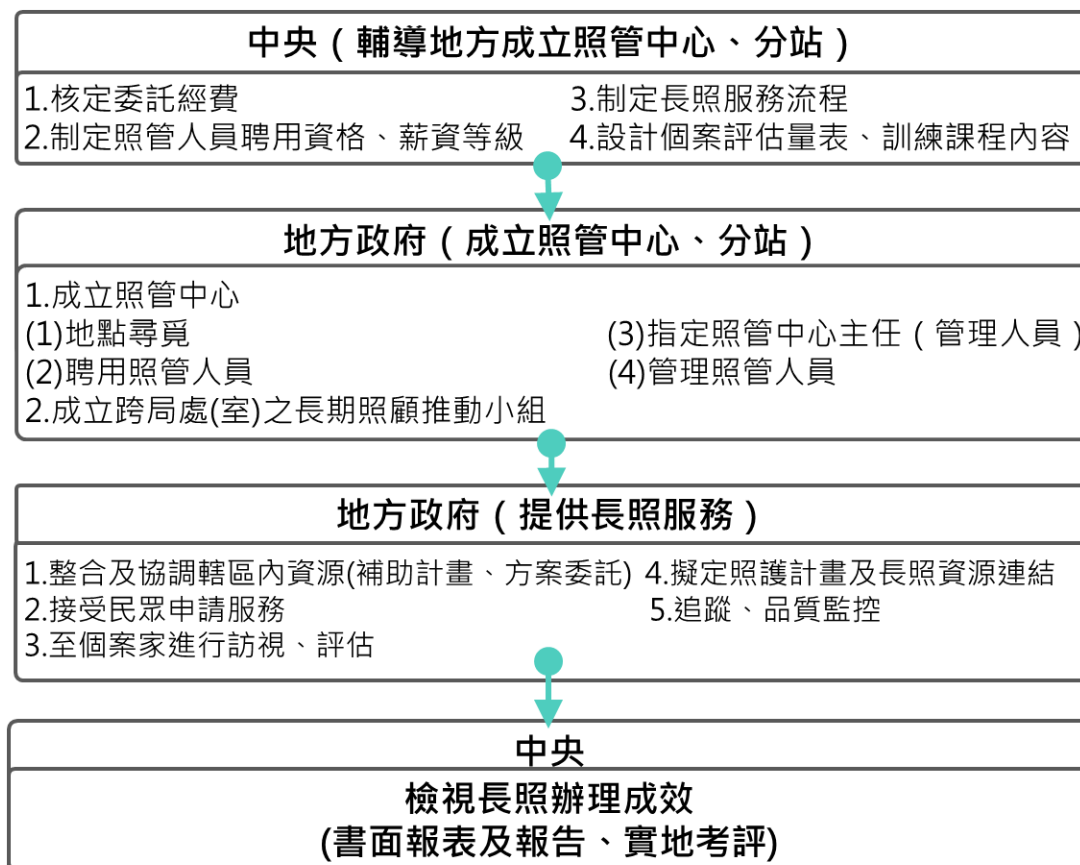 中央（輔導地方成立照管中心、分站）
1.核定委託經費
2.制定照管人員聘用資格、薪資等級
3.制定長照服務流程
4.設計個案評估量表、訓練課程內容
地方政府（成立照管中心、分站）
1.成立照管中心
(1)地點尋覓
(2)聘用照管人員
(3)指定照管中心主任（管理人員）
(4)管理照管人員
2.成立跨局處(室)之長期照顧推動小組
地方政府（提供長照服務）
1.整合及協調轄區內資源(補助計畫、方案委託)
2.接受民眾申請服務
3.至個案家進行訪視、評估
4.擬定照護計畫及長照資源連結
5.追蹤、品質監控
中央
檢視長照辦理成效
(書面報表及報告、實地考評)